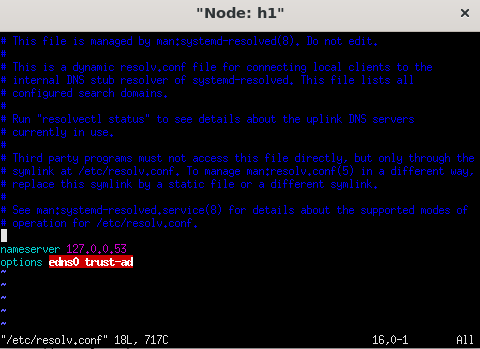 "Node: h1"
×
# This file is managed by man:systemd-resolved(8). Do not edit.
#
# This is a dynamic resolv.conf file for connecting local clients to the
# internal DNS stub resolver of systemd-resolved. This file lists all
# configured search domains.
#
# Run "resolvectl status" to see details about the uplink DNS servers
# currently in use.
#
# Third party programs must not access this file directly, but only through the
# symlink at /etc/resolv.conf. To manage man:resolv.conf(5) in a different way,
# replace this symlink by a static file or a different symlink.
#
# See man:systemd-resolved.service(8) for details about the supported modes of
# operation for /etc/resolv.conf.
nameserver 127.0.0.53
options edns0 trust-ad
~
~
~
~
~
"/etc/resolv.conf" 18L, 717C 16,0-1 All